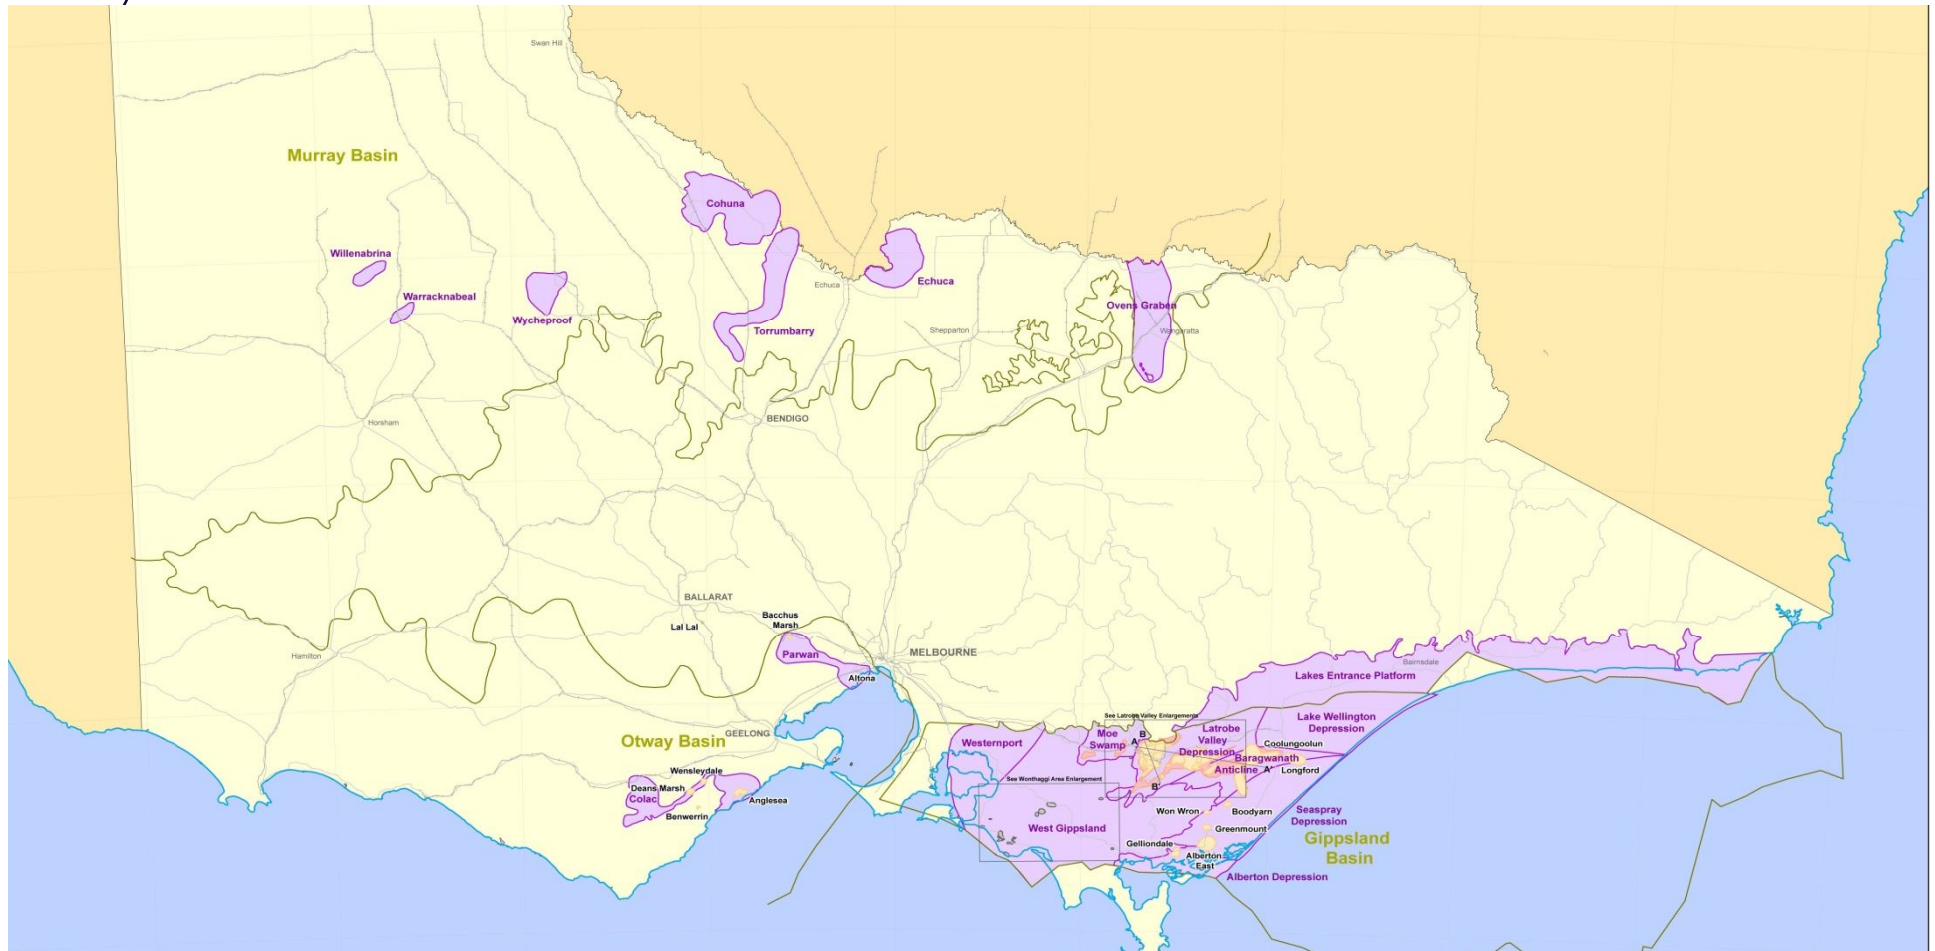 Swan Hill
Murray Basin
Cohuna
Willenabrina
Warracknabeal
Wycheproof
Echuca
Echuca
Torrumbarry
Shepparton
Ovens Graben
Wangaratta
BENDIGO
Horsham
BALLARAT
Bacchus
Marsh
Lal Lal
Hamilton
Parwan
MELBOURNE
Altona
Bairnsdale
Lakes Entrance Platform
See Latrobe Valley Enlargements
Lake Wellington
Depression
Otway Basin
GEELONG
Westernport
Moe
Swamp
B
A
Latrobe
Valley
Depression
Coolungoolun
Baragwanath
Anticline
A'
Longford
Wensleydale
Deans Marsh
Colac
Benwerrin
Anglesea
See Wonthaggi Area Enlargement
B'
Won Wron
Boodyarn
Seaspray
Depression
West Gippsland
Greenmount
Gelliondale
Gippsland
Basin
Alberton
East
Alberton Depression